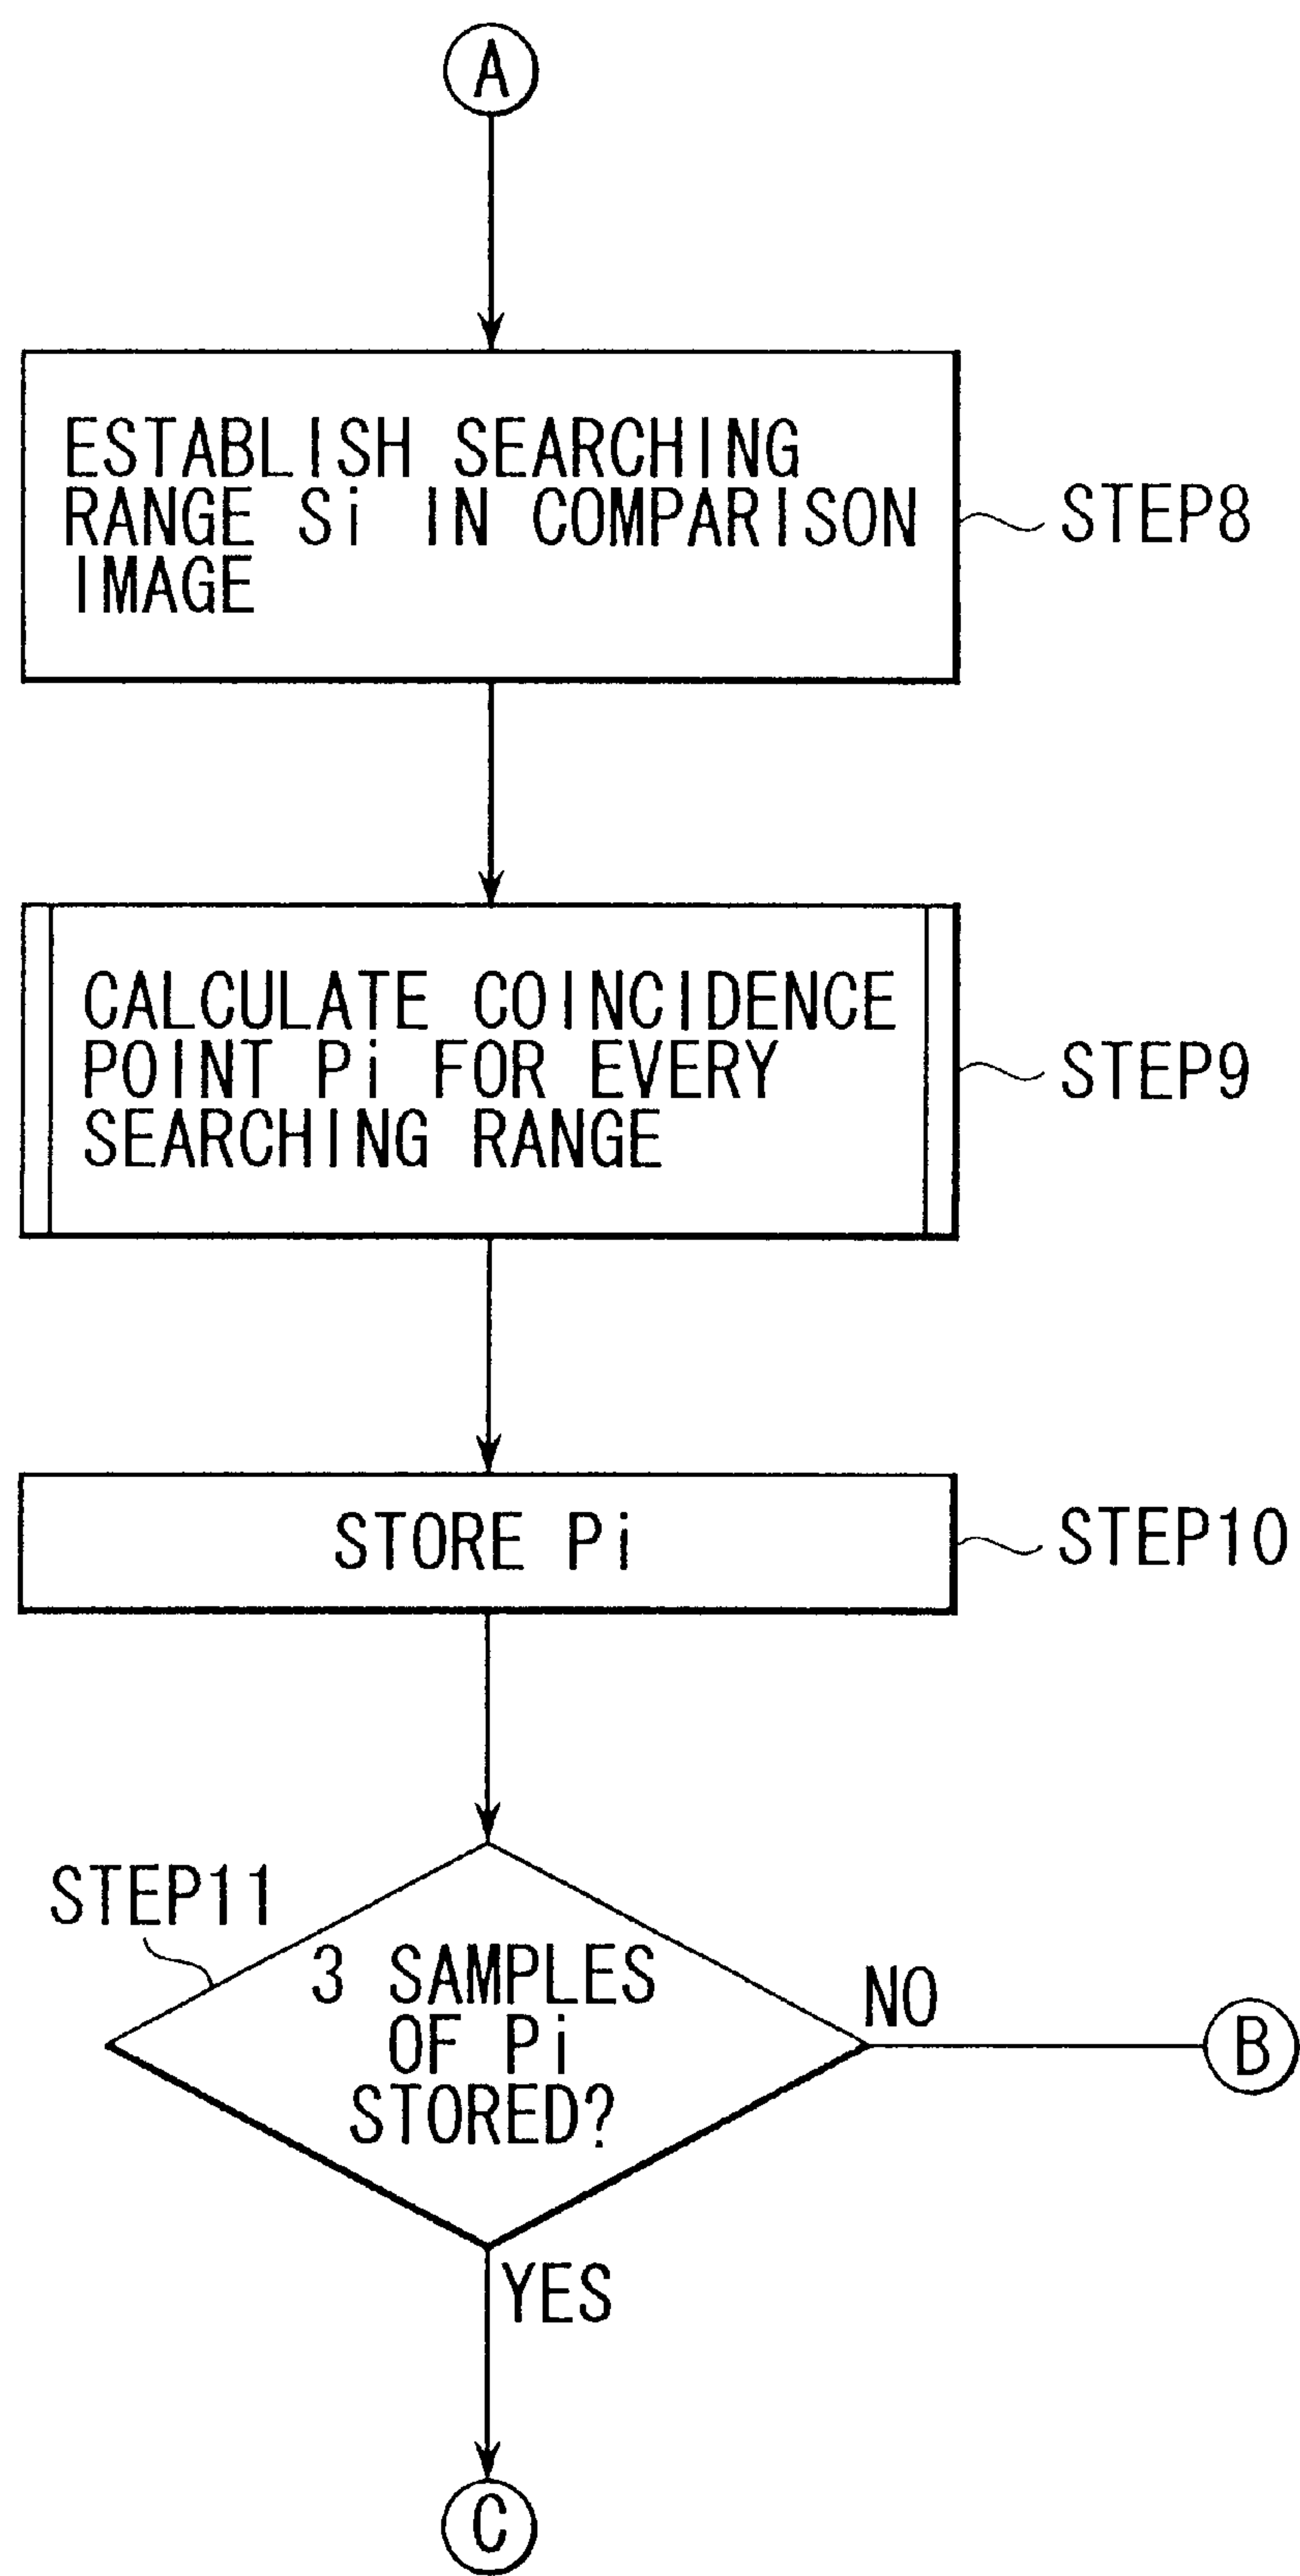 A
ESTABLISH SEARCHING
RANGE Si IN COMPARISON
IMAGE
STEP8
CALCULATE COINCIDENCE
POINT Pi FOR EVERY
SEARCHING RANGE
STEP9
STORE Pi
STEP10
STEP11
3 SAMPLES
OF Pi
STORED?
NO
B
YES
C